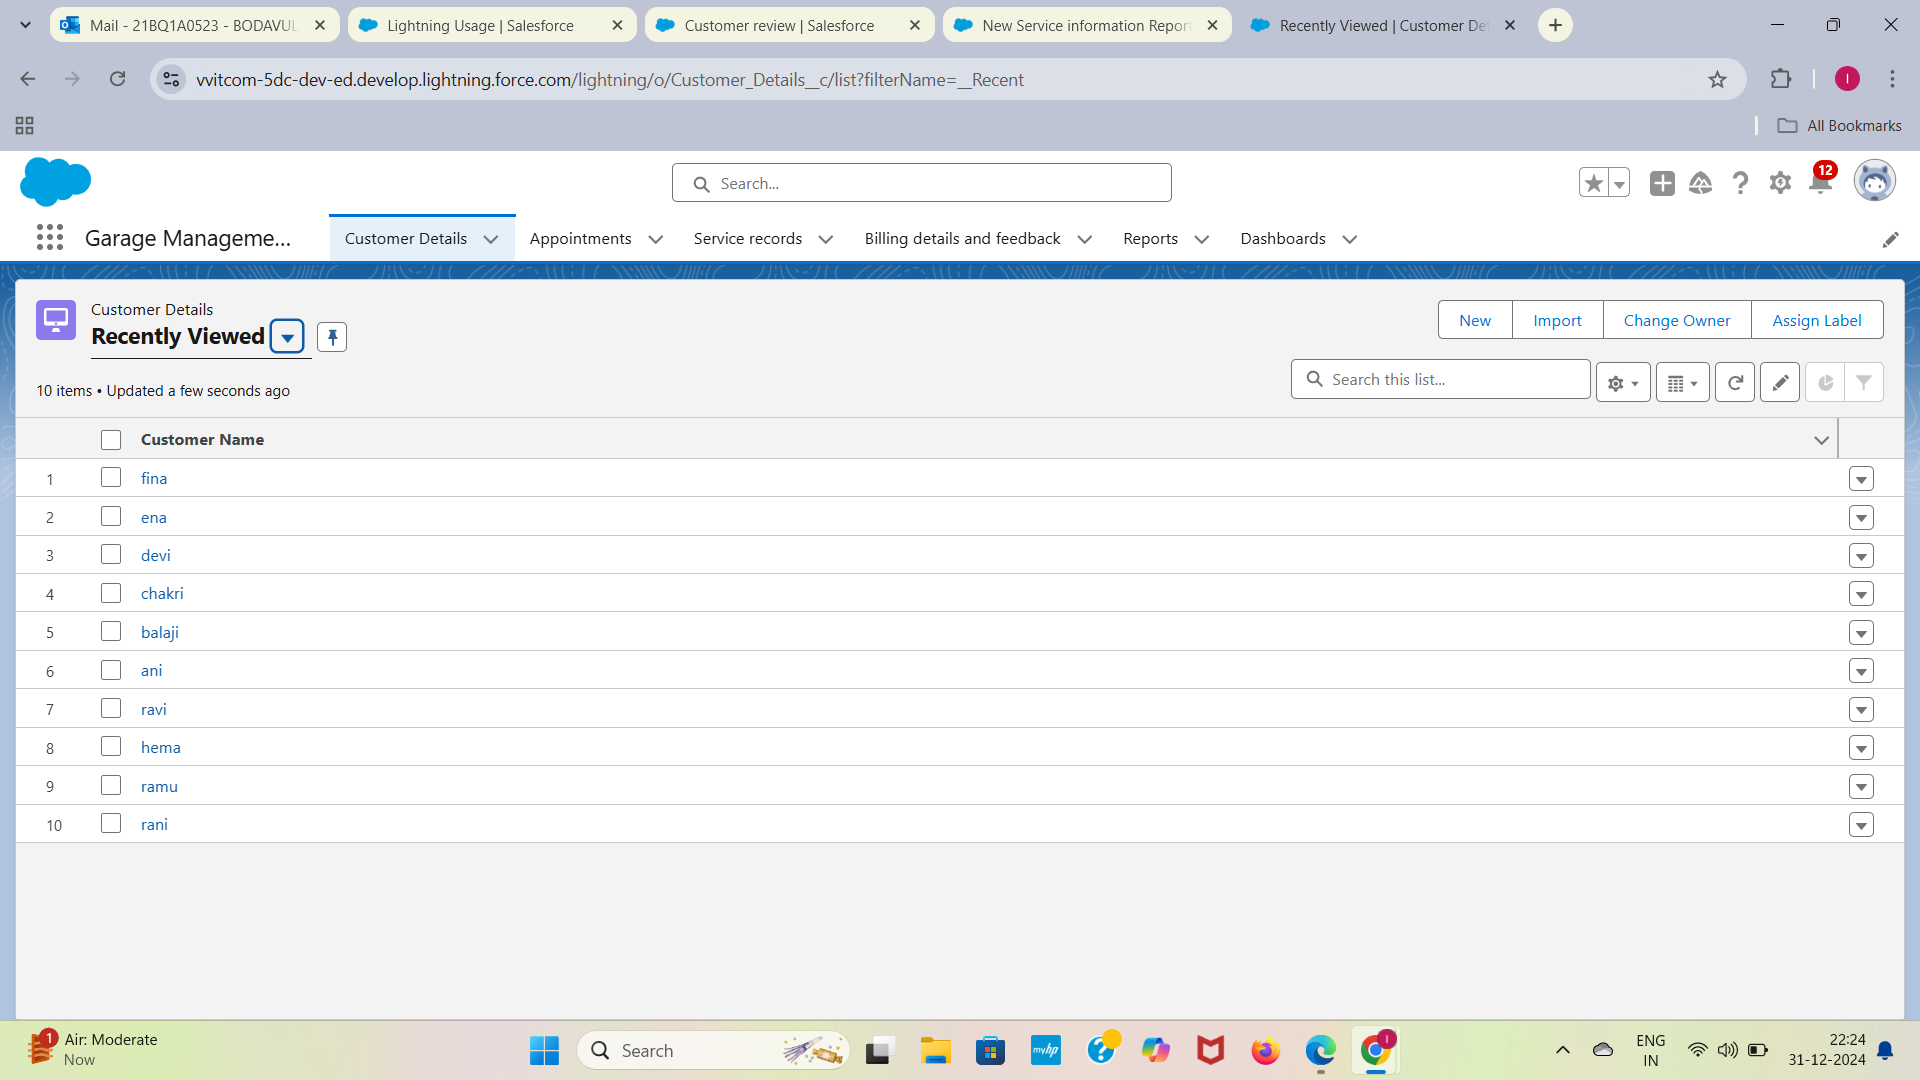 Mail - 21BQ1A0523 - BODAVUL
Lightning Usage | Salesforce
Customer review | Salesforce
New Service information Report
Recently Viewed | Customer De
vvitcom-5dc-dev-ed.develop.lightning.force.com/lightning/o/Customer_Details__c/list?filterName=__Recent
I
All Bookmarks
Search...
12
Garage Manageme...
Customer Details
Appointments
Service records
Billing details and feedback
Reports
Dashboards
Customer Details
Recently Viewed
New
Import
Change Owner
Assign Label
10 items • Updated a few seconds ago
Search this list...
Customer Name
1 fina
2 ena
3 devi
4 chakri
5 balaji
6 ani
7 ravi
8 hema
9 ramu
10 rani
1
Air: Moderate
Now
Search
myhp
I
ENG
IN
22:24
31-12-2024